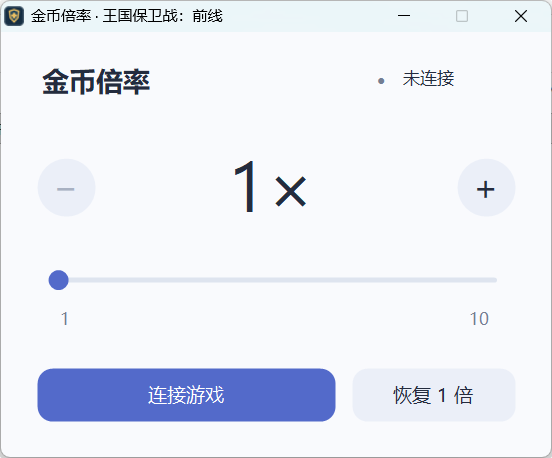 金币倍率 · 王国保卫战：前线
金币倍率
• 未连接
− 1× +
1 10
连接游戏 恢复 1 倍